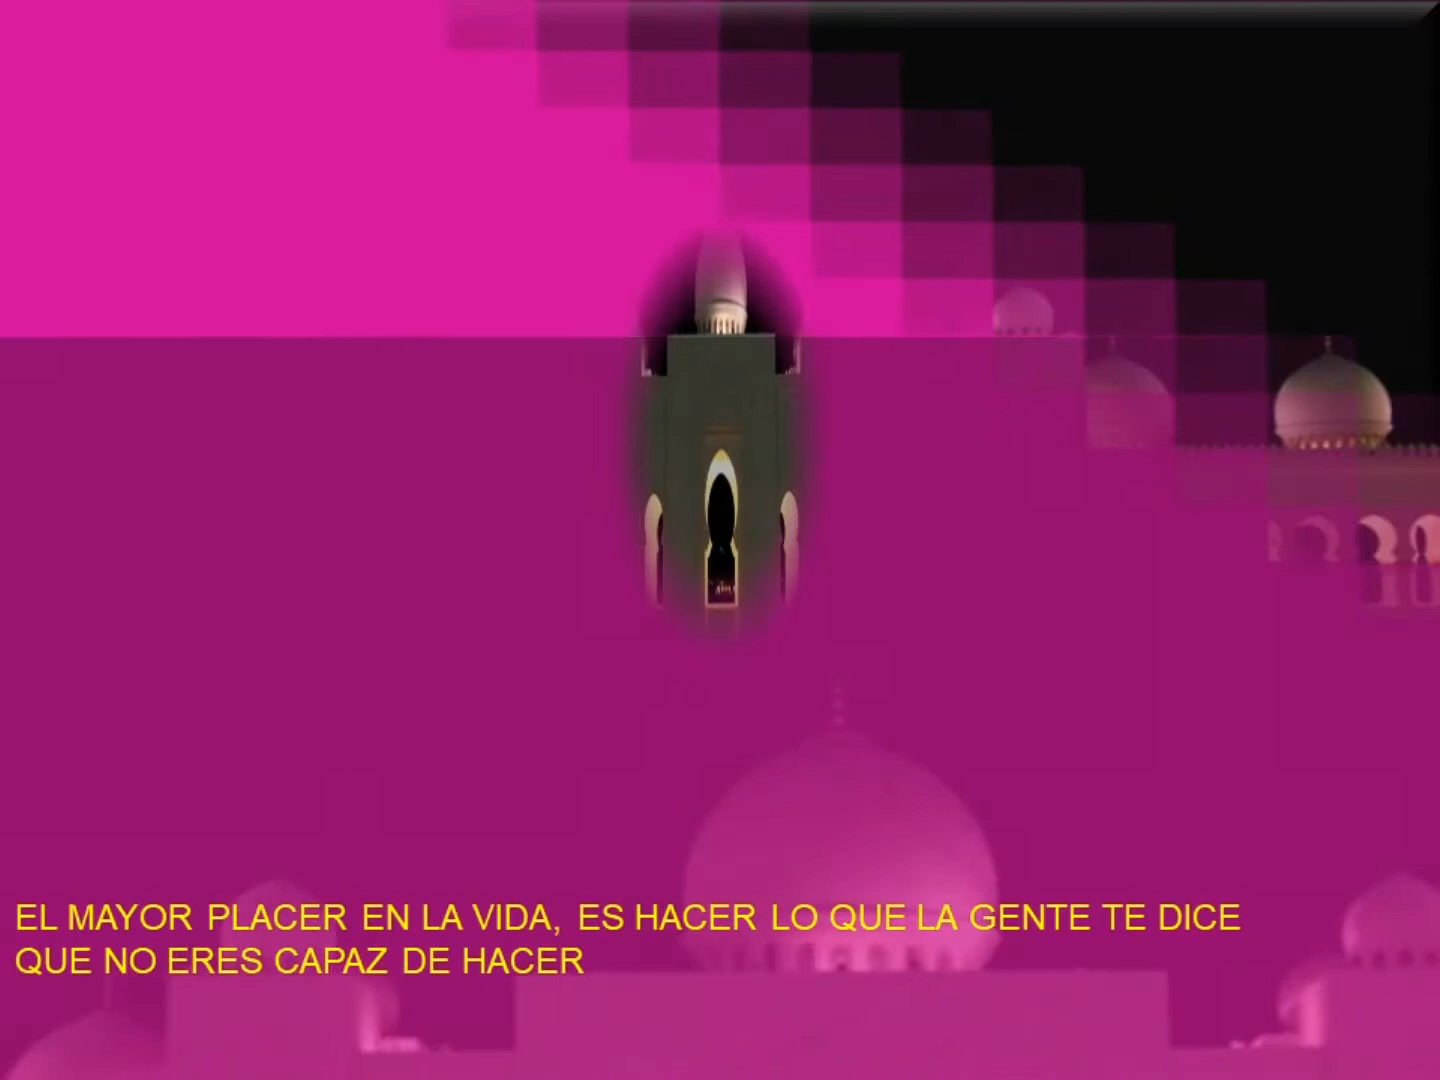 EL MAYOR PLACER EN LA VIDA, ES HACER LO QUE LA GENTE TE DICE
QUE NO ERES CAPAZ DE HACER